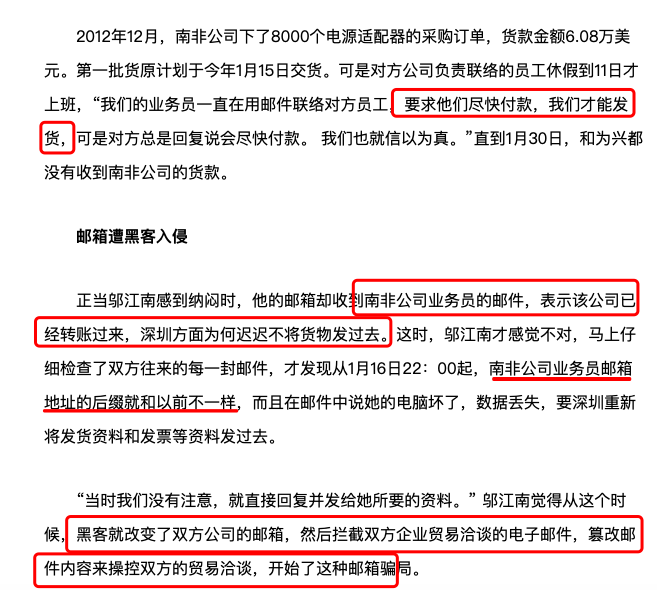 2012年12月，南非公司下了8000个电源适配器的采购订单，货款金额6.08万美
元。第一批货原计划于今年1月15日交货。可是对方公司负责联络的员工休假到11日才
上班，“我们的业务员一直在用邮件联络对方员工，要求他们尽快付款，我们才能发
货，可是对方总是回复说会尽快付款。 我们也就信以为真。”直到1月30日，和为兴都
没有收到南非公司的货款。
邮箱遭黑客入侵
正当邬江南感到纳闷时，他的邮箱却收到南非公司业务员的邮件，表示该公司已
经转账过来，深圳方面为何迟迟不将货物发过去。这时，邬江南才感觉不对，马上仔
细检查了双方往来的每一封邮件，才发现从1月16日22：00起，南非公司业务员邮箱
地址的后缀就和以前不一样，而且在邮件中说她的电脑坏了，数据丢失，要深圳重新
将发货资料和发票等资料发过去。
“当时我们没有注意，就直接回复并发给她所要的资料。” 邬江南觉得从这个时
候，黑客就改变了双方公司的邮箱，然后拦截双方企业贸易洽谈的电子邮件，篡改邮
件内容来操控双方的贸易洽谈，开始了这种邮箱骗局。